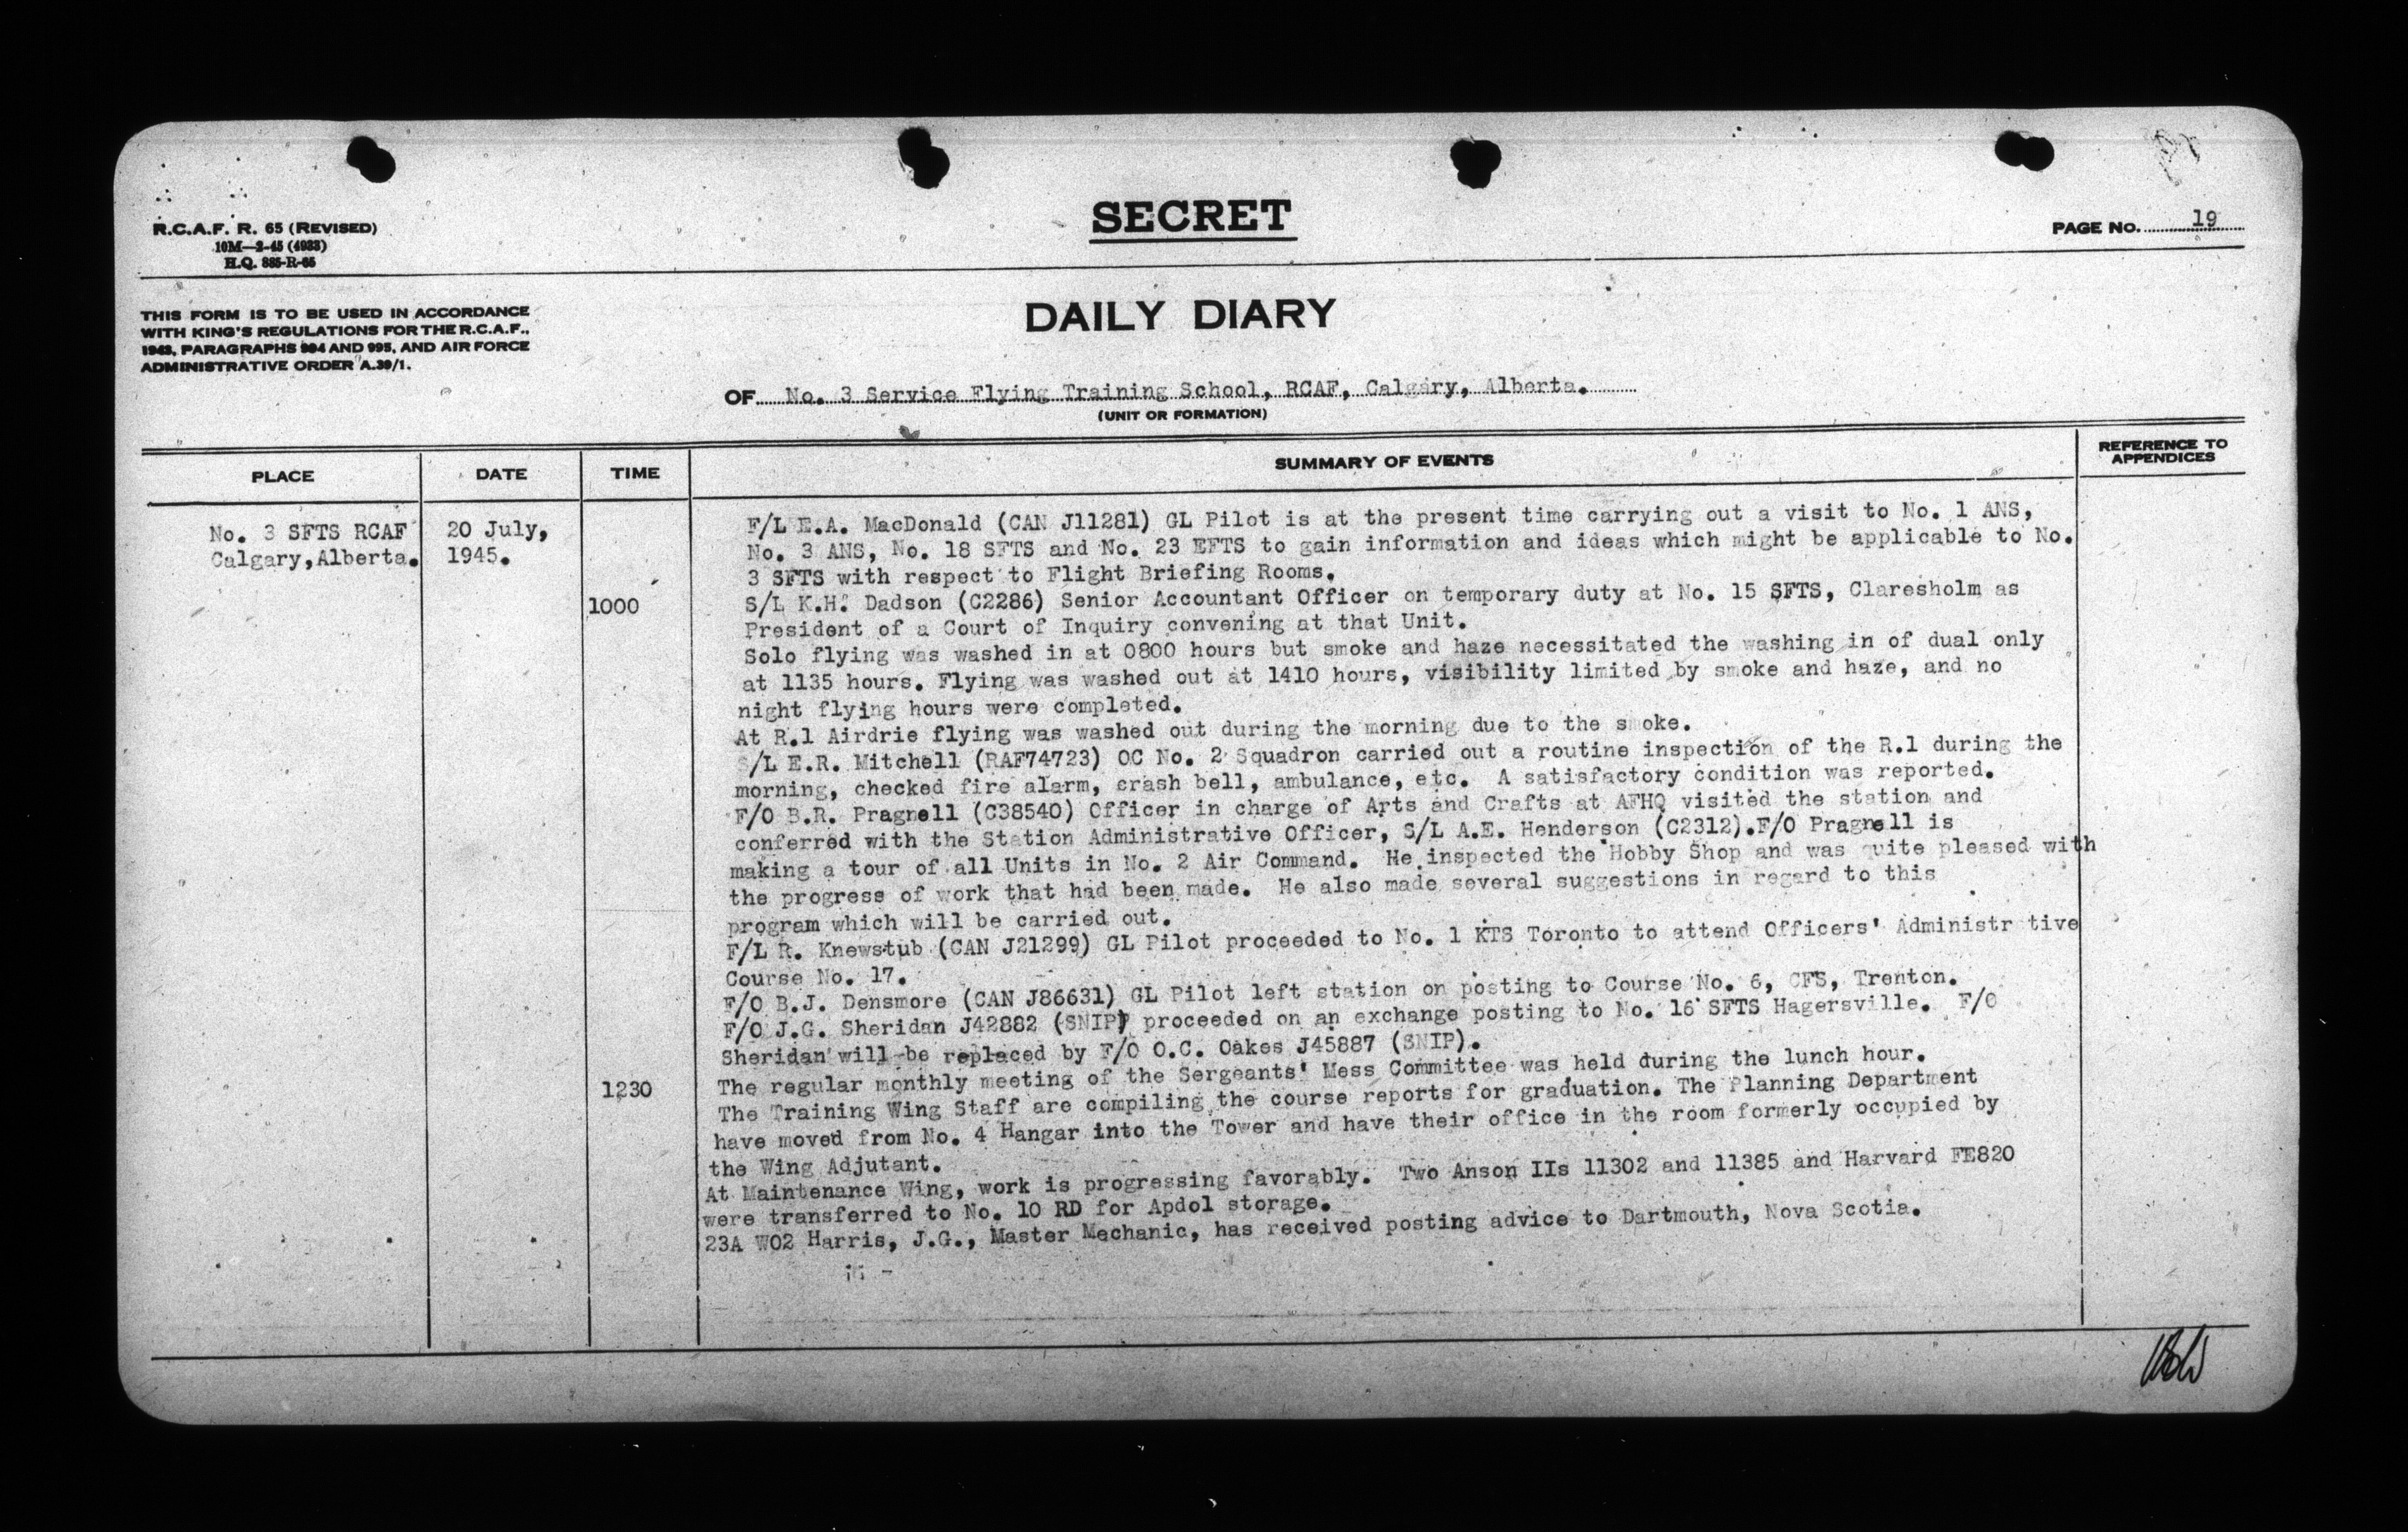 R.C.A.F. R. 65 (REVISED)
10M—2-45 (4933)
H.Q. 885-R-65
SECRET
PAGE NO. 19
THIS FORM IS TO BE USED IN ACCORDANCE
WITH KING'S REGULATIONS FOR THE R.C.A.F.,
1943, PARAGRAPHS 994 AND 995, AND AIR FORCE
ADMINISTRATIVE ORDER A.39/1.
DAILY DIARY
OF No. 3 Service Flying Training School, RCAF, Calgary, Alberta.
(UNIT OR FORMATION)
PLACE DATE TIME SUMMARY OF EVENTS REFERENCE TO
APPENDICES
No. 3 SFTS RCAF 20 July, F/L E.A. MacDonald (CAN J11281) GL Pilot is at the present time carrying out a visit to No. 1 ANS,
Calgary,Alberta. 1945. No. 3 ANS, No. 18 SFTS and No. 23 EFTS to gain information and ideas which might be applicable to No.
3 SFTS with respect to Flight Briefing Rooms.
1000 S/L K.H. Dadson (C2286) Senior Accountant Officer on temporary duty at No. 15 SFTS, Claresholm as
President of a Court of Inquiry convening at that Unit.
Solo flying was washed in at 0800 hours but smoke and haze necessitated the washing in of dual only
at 1135 hours. Flying was washed out at 1410 hours, visibility limited by smoke and haze, and no
night flying hours were completed.
At R.1 Airdrie flying was washed out during the morning due to the smoke.
S/L E.R. Mitchell (RAF74723) OC No. 2 Squadron carried out a routine inspection of the R.1 during the
morning, checked fire alarm, crash bell, ambulance, etc. A satisfactory condition was reported.
F/O B.R. Pragnell (C38540) Officer in charge of Arts and Crafts at AFHQ visited the station and
conferred with the Station Administrative Officer, S/L A.E. Henderson (C2312).F/O Pragnell is
making a tour of all Units in No. 2 Air Command. He inspected the Hobby Shop and was quite pleased with
the progress of work that had been made. He also made several suggestions in regard to this
program which will be carried out.
F/L R. Knewstub (CAN J21299) GL Pilot proceeded to No. 1 KTS Toronto to attend Officers' Administrative
Course No. 17.
F/O B.J. Densmore (CAN J86631) GL Pilot left station on posting to Course No. 6, CFS, Trenton.
F/O J.G. Sheridan J42882 (SNIP) proceeded on an exchange posting to No. 16 SFTS Hagersville. F/O
Sheridan will be replaced by F/O O.C. Oakes J45887 (SNIP).
1230 The regular monthly meeting of the Sergeants' Mess Committee was held during the lunch hour.
The Training Wing Staff are compiling the course reports for graduation. The Planning Department
have moved from No. 4 Hangar into the Tower and have their office in the room formerly occupied by
the Wing Adjutant.
At Maintenance Wing, work is progressing favorably. Two Anson IIs 11302 and 11385 and Harvard FE820
were transferred to No. 10 RD for Apdol storage.
23A WO2 Harris, J.G., Master Mechanic, has received posting advice to Dartmouth, Nova Scotia.